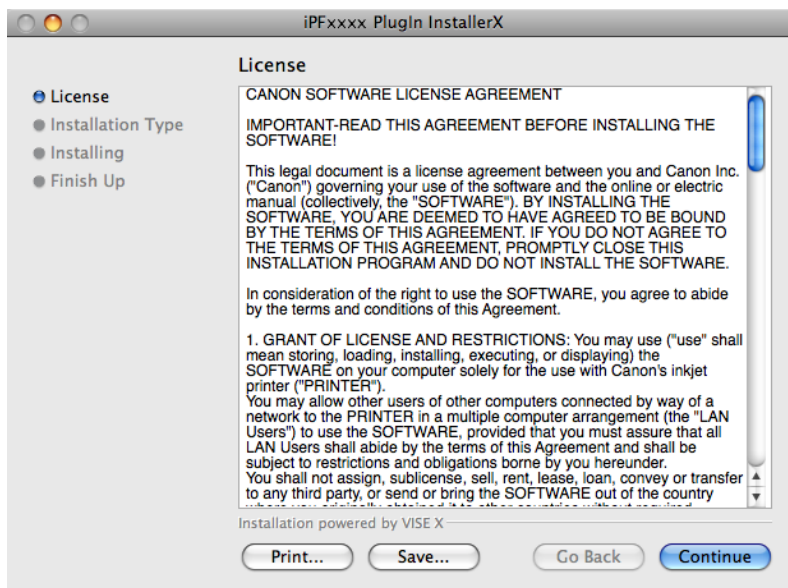 iPFxxxx PlugIn InstallerX
License
Installation Type
Installing
Finish Up
License
CANON SOFTWARE LICENSE AGREEMENT
IMPORTANT-READ THIS AGREEMENT BEFORE INSTALLING THE
SOFTWARE!
This legal document is a license agreement between you and Canon Inc.
("Canon") governing your use of the software and the online or electric
manual (collectively, the "SOFTWARE"). BY INSTALLING THE
SOFTWARE, YOU ARE DEEMED TO HAVE AGREED TO BE BOUND
BY THE TERMS OF THIS AGREEMENT. IF YOU DO NOT AGREE TO
THE TERMS OF THIS AGREEMENT, PROMPTLY CLOSE THIS
INSTALLATION PROGRAM AND DO NOT INSTALL THE SOFTWARE.
In consideration of the right to use the SOFTWARE, you agree to abide
by the terms and conditions of this Agreement.
1. GRANT OF LICENSE AND RESTRICTIONS: You may use ("use" shall
mean storing, loading, installing, executing, or displaying) the
SOFTWARE on your computer solely for the use with Canon's inkjet
printer ("PRINTER").
You may allow other users of other computers connected by way of a
network to the PRINTER in a multiple computer arrangement (the "LAN
Users") to use the SOFTWARE, provided that you must assure that all
LAN Users shall abide by the terms of this Agreement and shall be
subject to restrictions and obligations borne by you hereunder.
You shall not assign, sublicense, sell, rent, lease, loan, convey or transfer
to any third party, or send or bring the SOFTWARE out of the country
where you originally obtained it to other countries without required
Installation powered by VISE X
Print...
Save...
Go Back
Continue